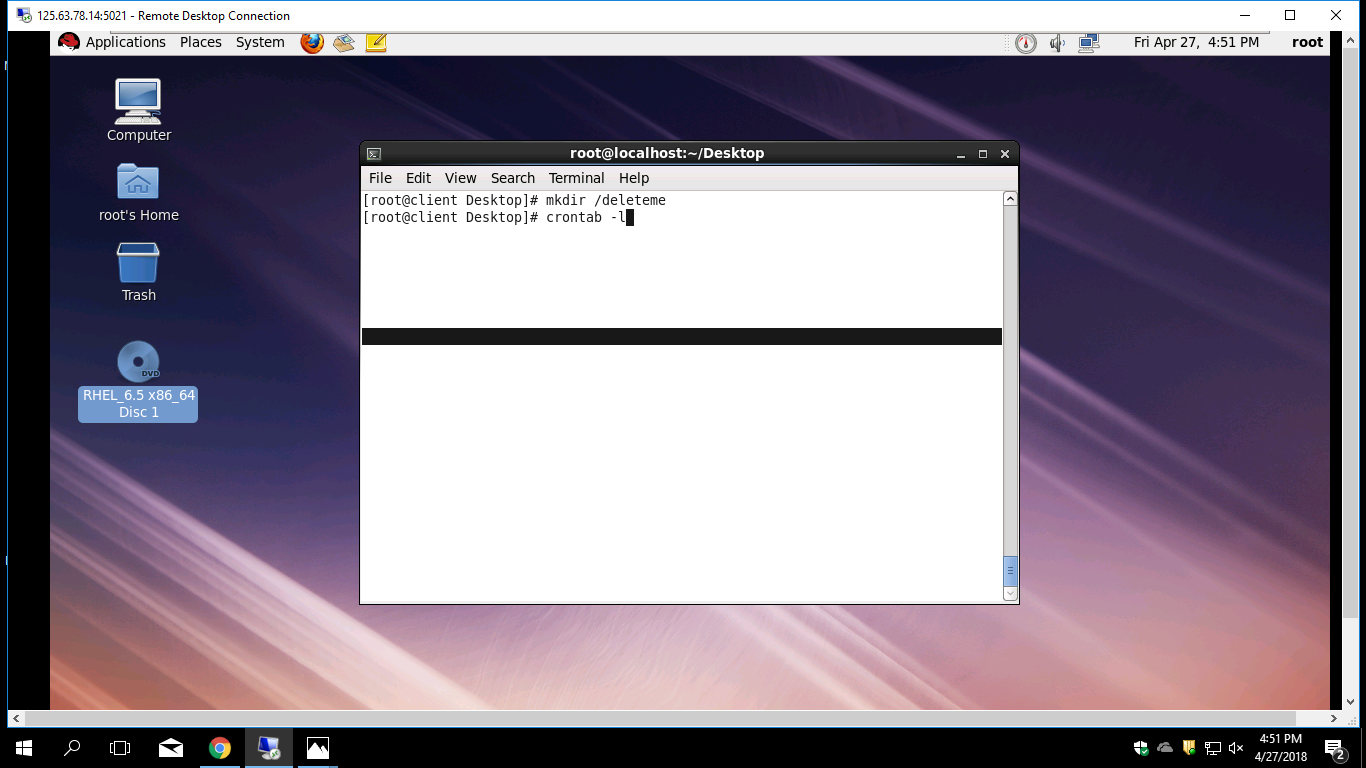 125.63.78.14:5021 - Remote Desktop Connection
Applications Places System
Fri Apr 27, 4:51 PM root
Computer
root's Home
Trash
DVD
RHEL_6.5 x86_64
Disc 1
root@localhost:~/Desktop
File Edit View Search Terminal Help
[root@client Desktop]# mkdir /deleteme
[root@client Desktop]# crontab -l
4:51 PM
4/27/2018
2